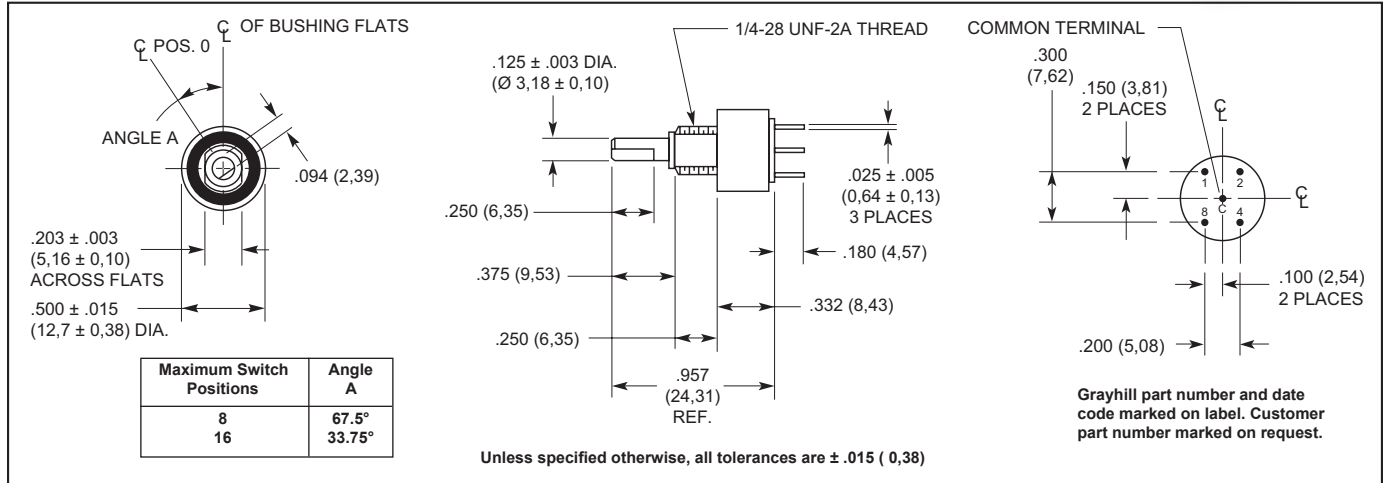 ℄ OF BUSHING FLATS
℄ POS. 0
ANGLE A
.094 (2,39)
.203 ± .003
(5,16 ± 0,10)
ACROSS FLATS
.500 ± .015
(12,7 ± 0,38) DIA.
Maximum Switch Positions
Angle A
8 67.5°
16 33.75°
1/4-28 UNF-2A THREAD
.125 ± .003 DIA.
(Ø 3,18 ± 0,10)
.025 ± .005
(0,64 ± 0,13)
3 PLACES
.250 (6,35)
.180 (4,57)
.375 (9,53)
.332 (8,43)
.250 (6,35)
.957
(24,31)
REF.
Unless specified otherwise, all tolerances are ± .015 ( 0,38)
COMMON TERMINAL
.300
(7,62)
.150 (3,81)
2 PLACES
℄
1 2
℄
C
8 4
.100 (2,54)
2 PLACES
.200 (5,08)
Grayhill part number and date
code marked on label. Customer
part number marked on request.